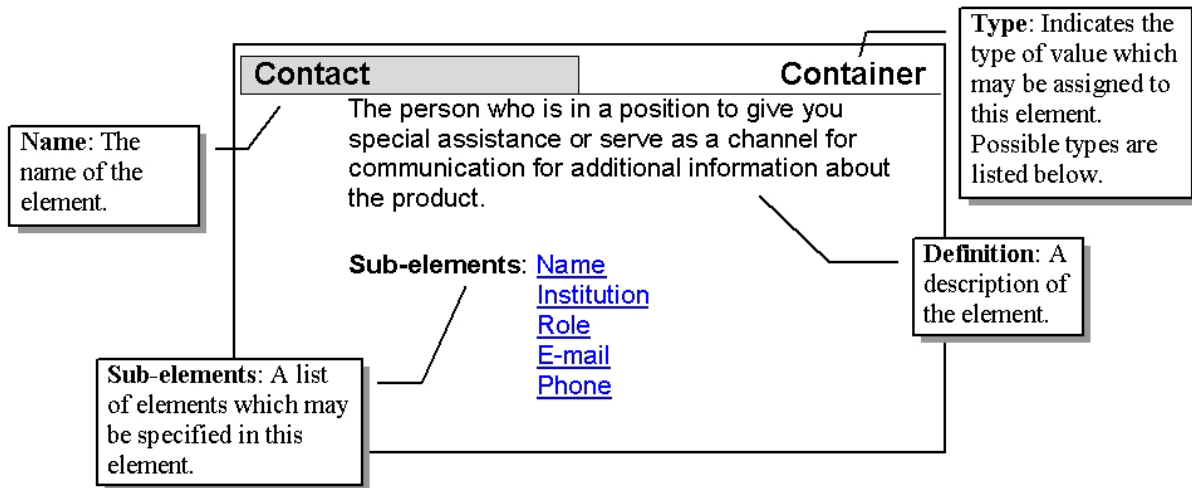 Type: Indicates the
type of value which
may be assigned to
this element.
Possible types are
listed below.
Contact
Container
The person who is in a position to give you
special assistance or serve as a channel for
communication for additional information about
the product.
Name: The
name of the
element.
Definition: A
description of
the element.
Sub-elements: Name
Institution
Role
E-mail
Phone
Sub-elements: A list
of elements which may
be specified in this
element.